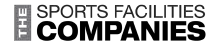 THE
SPORTS FACILITIES
COMPANIES